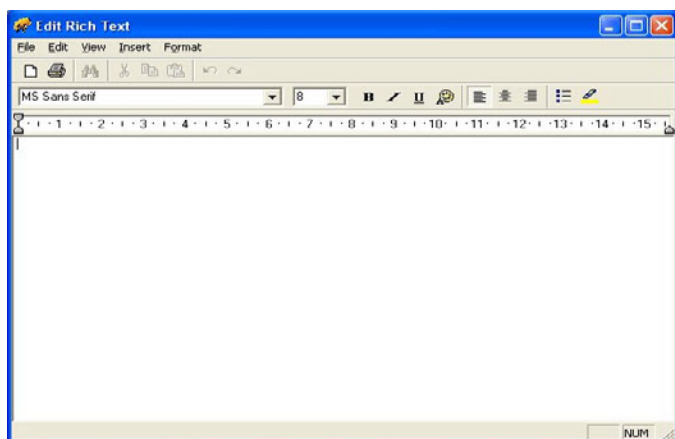 Edit Rich Text
File Edit View Insert Format
MS Sans Serif 8 B I U
1 2 3 4 5 6 7 8 9 10 11 12 13 14 15
NUM